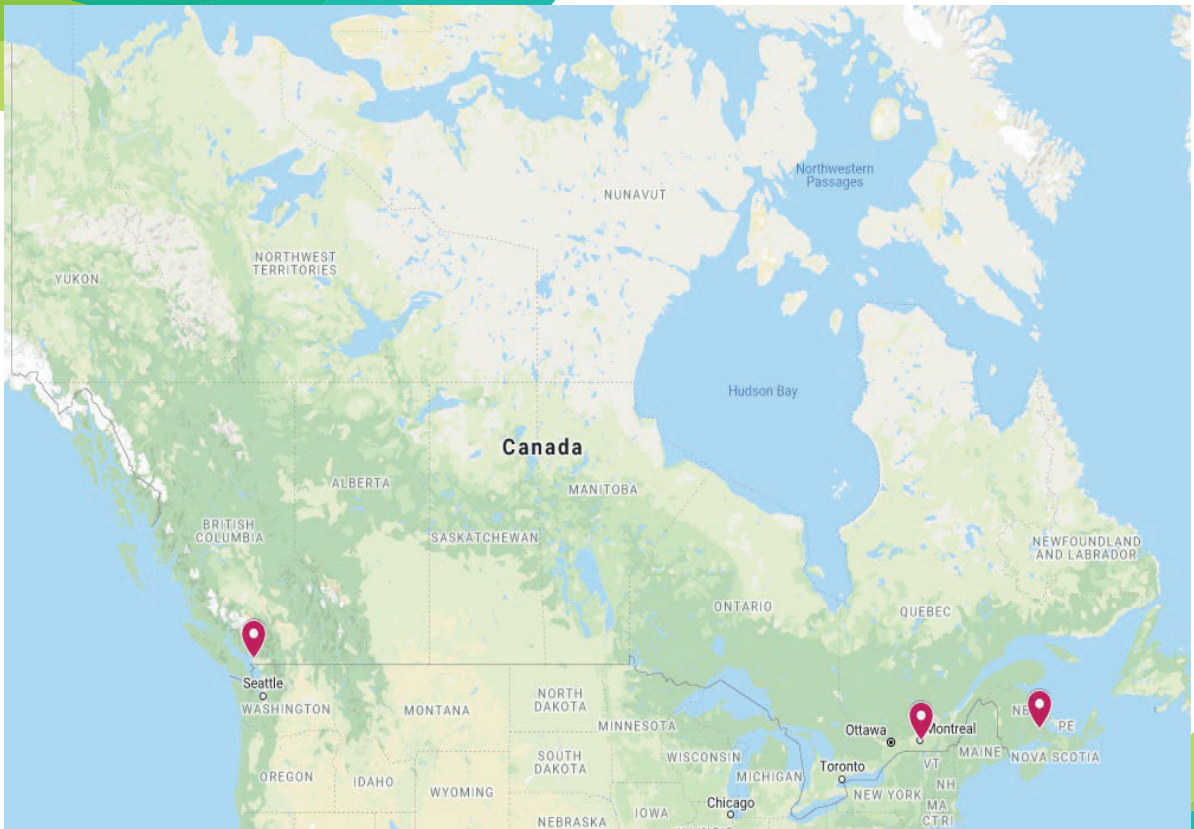 Northwestern
Passages
NUNAVUT
NORTHWEST
TERRITORIES
YUKON
Hudson Bay
Canada
ALBERTA
MANITOBA
BRITISH
COLUMBIA
SASKATCHEWAN
NEWFOUNDLAND
AND LABRADOR
ONTARIO
QUEBEC
Seattle
WASHINGTON
MONTANA
NORTH
DAKOTA
MINNESOTA
Ottawa
Montreal
PE
NOVA SCOTIA
MAINE
VT
WISCONSIN
SOUTH
DAKOTA
MICHIGAN
Toronto
OREGON
IDAHO
WYOMING
NEW YORK
NH
MA
CT RI
Chicago
IOWA
NEBRASKA